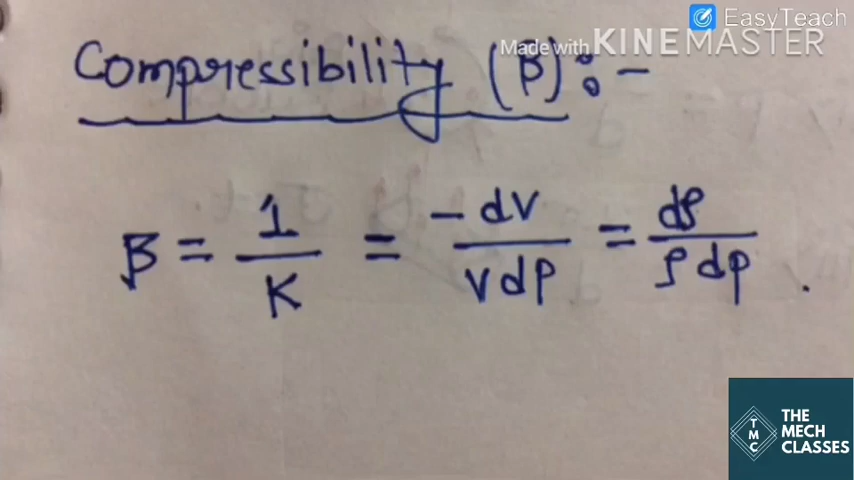 EasyTeach
Made with KINEMASTER
Compressibility (β):-
β = 1/K = -dv/vdp = dρ/ρdp .
TMC
THE
MECH
CLASSES